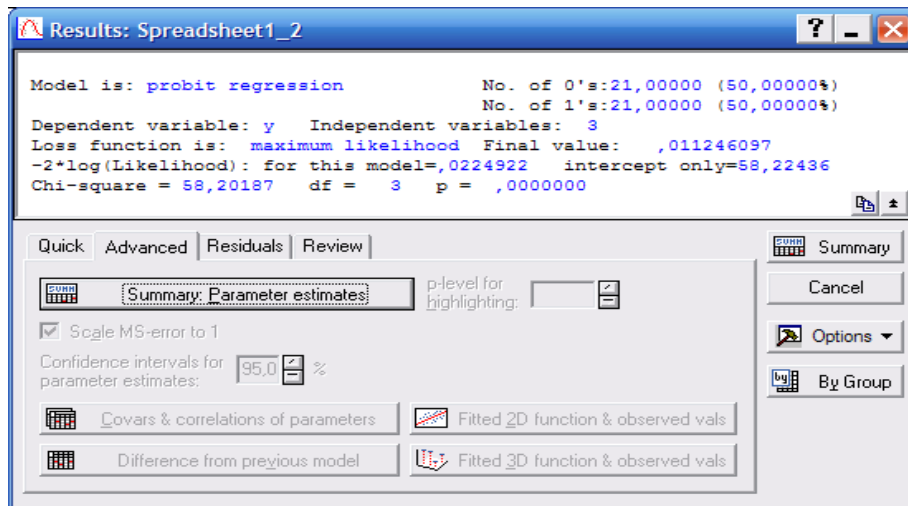 Results: Spreadsheet1_2
Model is: probit regression No. of 0's:21,00000 (50,00000%)
No. of 1's:21,00000 (50,00000%)
Dependent variable: y Independent variables: 3
Loss function is: maximum likelihood Final value: ,011246097
-2*log(Likelihood): for this model=,0224922 intercept only=58,22436
Chi-square = 58,20187 df = 3 p = ,0000000
Quick Advanced Residuals Review
Summary
Summary: Parameter estimates
p-level for
highlighting:
Cancel
Scale MS-error to 1
Options
Confidence intervals for
parameter estimates: 95,0 %
By Group
Covars & correlations of parameters
Fitted 2D function & observed vals
Difference from previous model
Fitted 3D function & observed vals